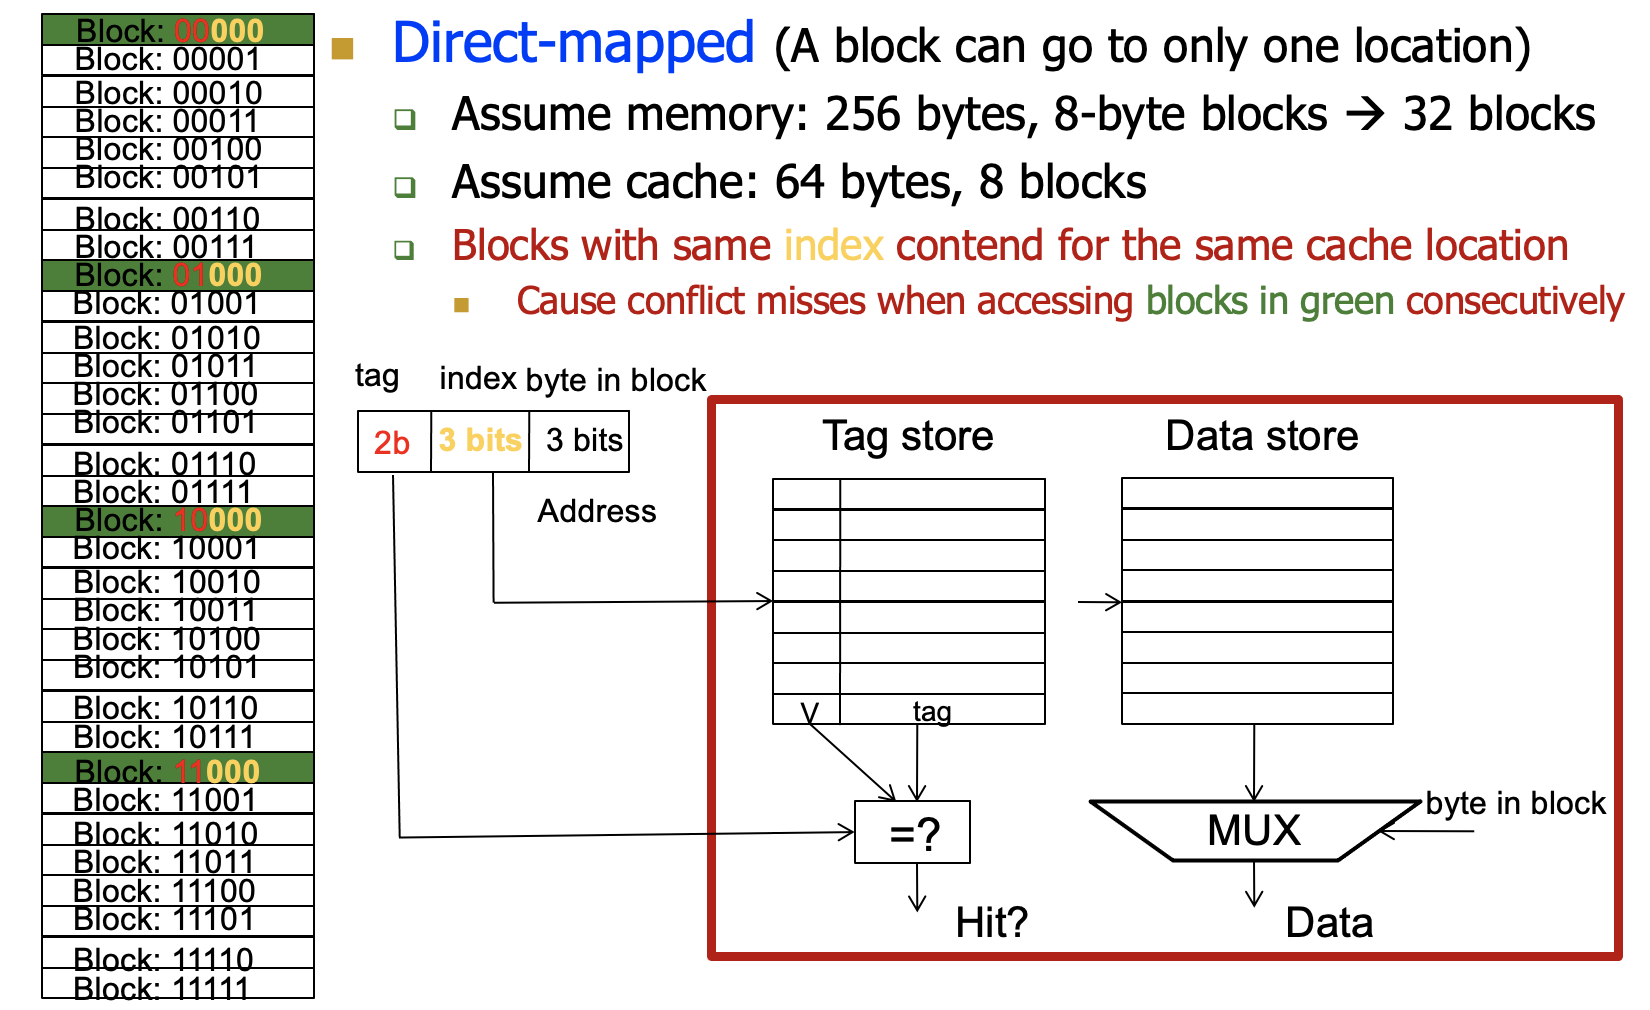 Block: 00000
Block: 00001
Block: 00010
Block: 00011
Block: 00100
Block: 00101
Block: 00110
Block: 00111
Block: 01000
Block: 01001
Block: 01010
Block: 01011
Block: 01100
Block: 01101
Block: 01110
Block: 01111
Block: 10000
Block: 10001
Block: 10010
Block: 10011
Block: 10100
Block: 10101
Block: 10110
Block: 10111
Block: 11000
Block: 11001
Block: 11010
Block: 11011
Block: 11100
Block: 11101
Block: 11110
Block: 11111
Direct-mapped (A block can go to only one location)
Assume memory: 256 bytes, 8-byte blocks → 32 blocks
Assume cache: 64 bytes, 8 blocks
Blocks with same index contend for the same cache location
Cause conflict misses when accessing blocks in green consecutively
tag index byte in block
2b 3 bits 3 bits
Address
Tag store Data store
V tag
=? MUX byte in block
Hit? Data